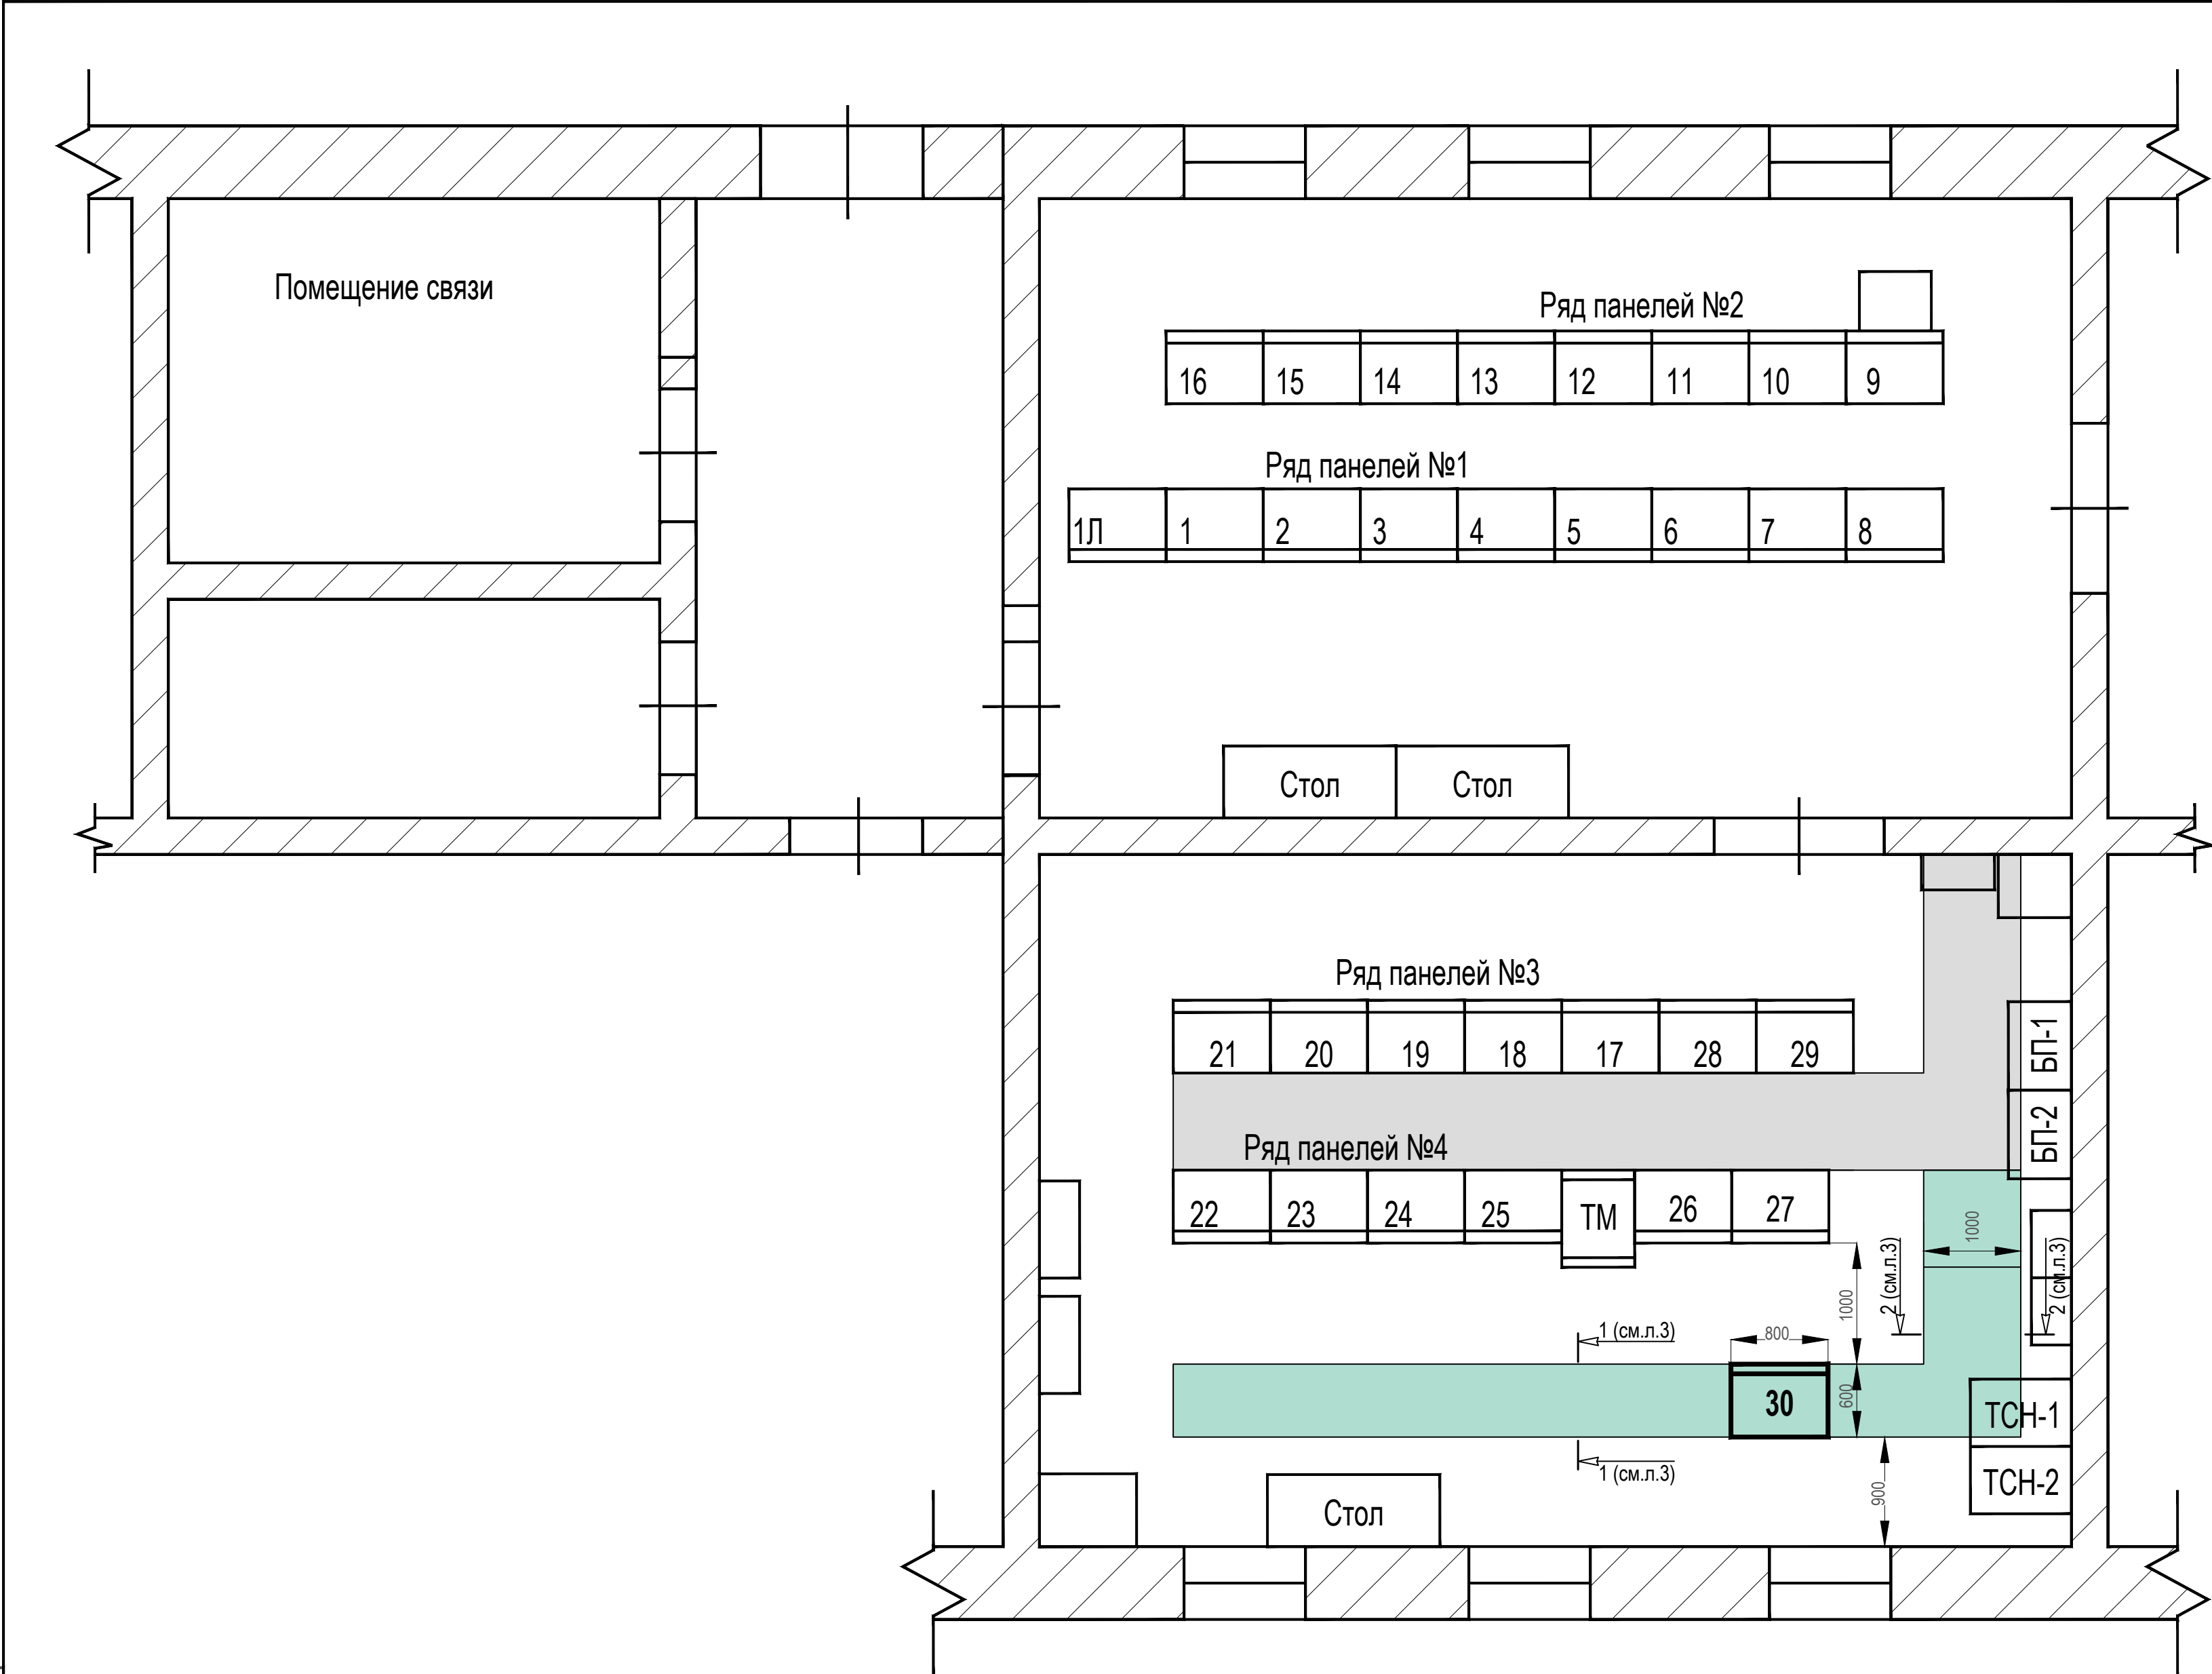 Помещение связи
Ряд панелей №2
16 15 14 13 12 11 10 9
Ряд панелей №1
1Л 1 2 3 4 5 6 7 8
Стол Стол
Ряд панелей №3
21 20 19 18 17 28 29
БП-1
БП-2
Ряд панелей №4
22 23 24 25 ТМ 26 27
1000
2 (см.л.3) 2 (см.л.3)
1000
1 (см.л.3)
800
30
600
ТСН-1
1 (см.л.3)
ТСН-2
900
Стол